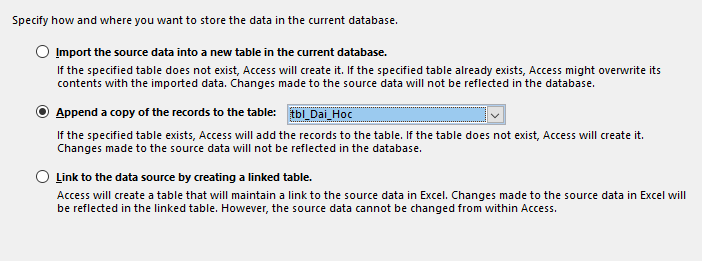 Specify how and where you want to store the data in the current database.
Import the source data into a new table in the current database.
If the specified table does not exist, Access will create it. If the specified table already exists, Access might overwrite its
contents with the imported data. Changes made to the source data will not be reflected in the database.
Append a copy of the records to the table: tbl_Dai_Hoc
If the specified table exists, Access will add the records to the table. If the table does not exist, Access will create it.
Changes made to the source data will not be reflected in the database.
Link to the data source by creating a linked table.
Access will create a table that will maintain a link to the source data in Excel. Changes made to the source data in Excel will
be reflected in the linked table. However, the source data cannot be changed from within Access.